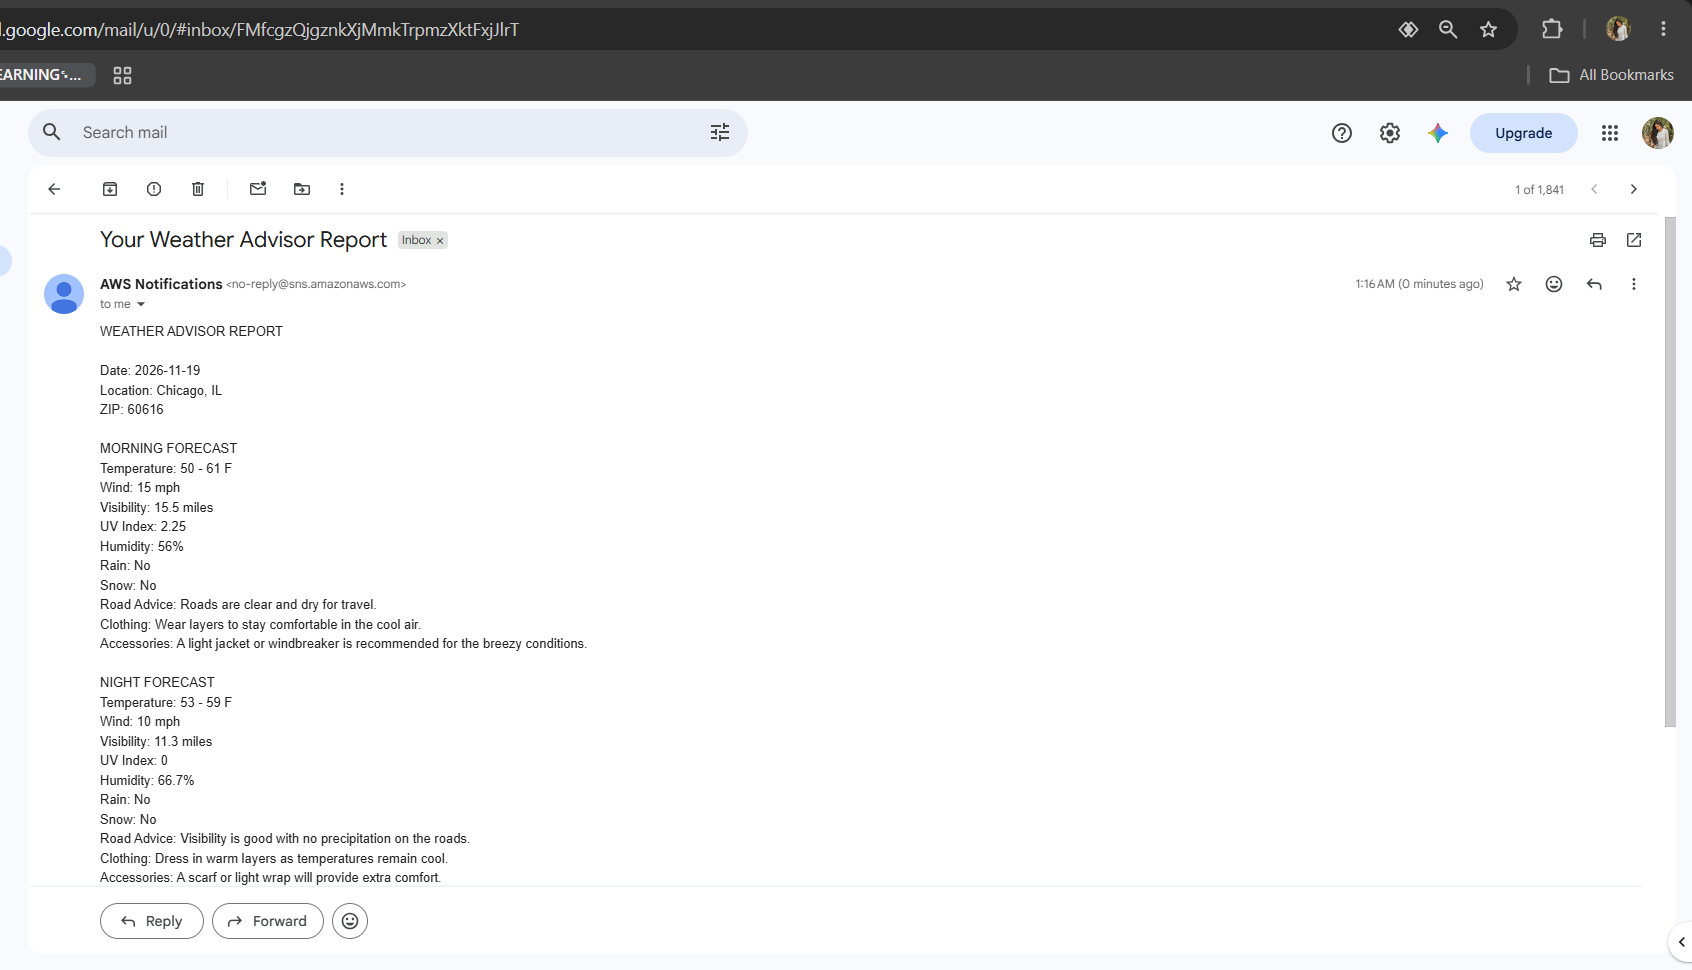 l.google.com/mail/u/0/#inbox/FMfcgzQjgznkXjMmkTrpmzXktFxjJlrT
EARNING
All Bookmarks
Search mail
Upgrade
1 of 1,841
Your Weather Advisor Report Inbox ×
AWS Notifications <no-reply@sns.amazonaws.com> 1:16 AM (0 minutes ago)
to me
WEATHER ADVISOR REPORT
Date: 2026-11-19
Location: Chicago, IL
ZIP: 60616
MORNING FORECAST
Temperature: 50 - 61 F
Wind: 15 mph
Visibility: 15.5 miles
UV Index: 2.25
Humidity: 56%
Rain: No
Snow: No
Road Advice: Roads are clear and dry for travel.
Clothing: Wear layers to stay comfortable in the cool air.
Accessories: A light jacket or windbreaker is recommended for the breezy conditions.
NIGHT FORECAST
Temperature: 53 - 59 F
Wind: 10 mph
Visibility: 11.3 miles
UV Index: 0
Humidity: 66.7%
Rain: No
Snow: No
Road Advice: Visibility is good with no precipitation on the roads.
Clothing: Dress in warm layers as temperatures remain cool.
Accessories: A scarf or light wrap will provide extra comfort.
Reply
Forward